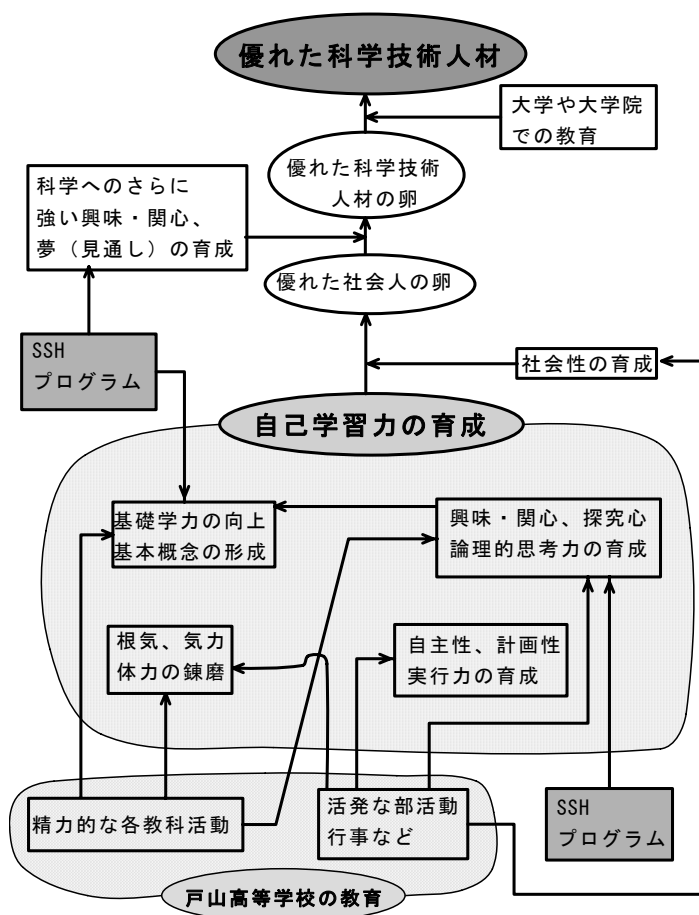 優れた科学技術人材
大学や大学院
での教育
優れた科学技術
人材の卵
科学へのさらに
強い興味・関心、
夢（見通し）の育成
優れた社会人の卵
SSH
プログラム
社会性の育成
自己学習力の育成
基礎学力の向上
基本概念の形成
興味・関心、探究心
論理的思考力の育成
根気、気力
体力の錬磨
自主性、計画性
実行力の育成
精力的な各教科活動
活発な部活動
行事など
SSH
プログラム
戸山高等学校の教育